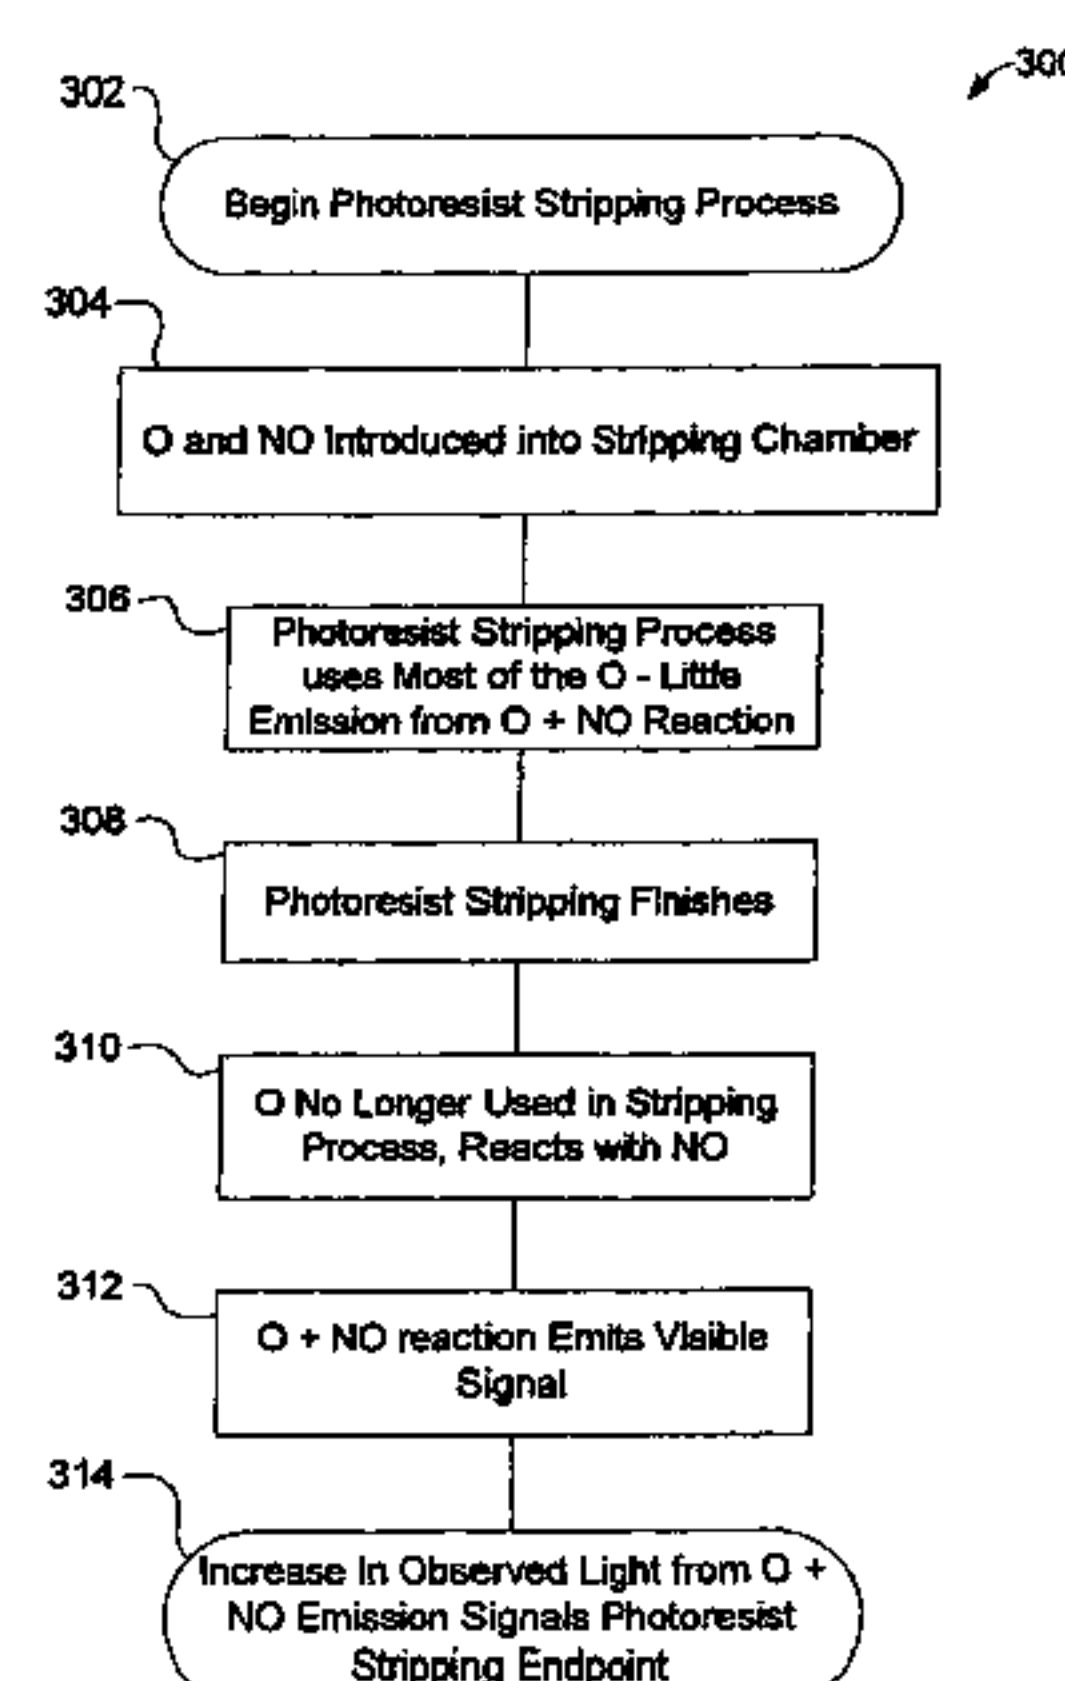 300
302
Begin Photoresist Stripping Process
304
O and NO Introduced into Stripping Chamber
306
Photoresist Stripping Process
uses Most of the O - Little
Emission from O + NO Reaction
308
Photoresist Stripping Finishes
310
O No Longer Used in Stripping
Process, Reacts with NO
312
O + NO reaction Emits Visible
Signal
314
Increase In Observed Light from O +
NO Emission Signals Photoresist
Stripping Endpoint